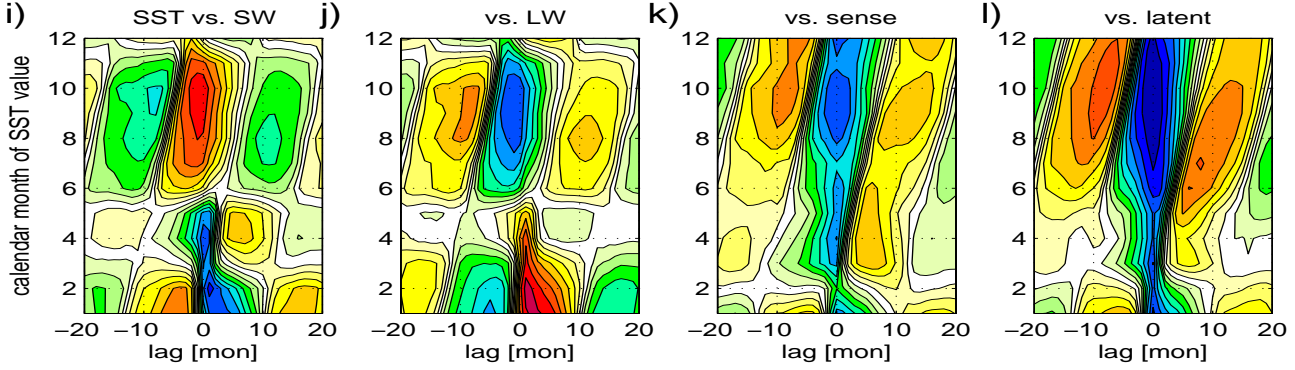 i) SST vs. SW j) vs. LW k) vs. sense l) vs. latent
calendar month of SST value
12 12 12 12
10 10 10 10
8 8 8 8
6 6 6 6
4 4 4 4
2 2 2 2
−20 −10 0 10 20 −20 −10 0 10 20 −20 −10 0 10 20 −20 −10 0 10 20
lag [mon] lag [mon] lag [mon] lag [mon]